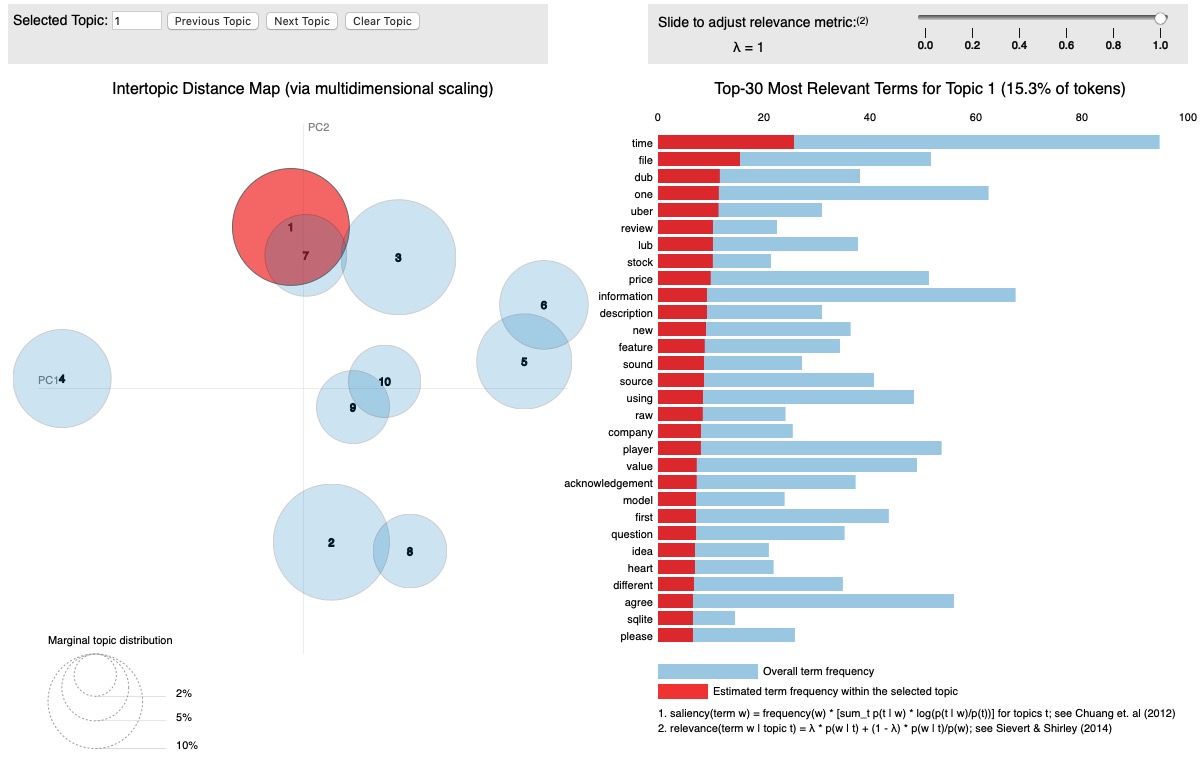 Selected Topic: 1 Previous Topic Next Topic Clear Topic
Slide to adjust relevance metric:(2)
λ = 1
0.0 0.2 0.4 0.6 0.8 1.0
Intertopic Distance Map (via multidimensional scaling)
PC2
1
7
3
6
5
PC1
4
10
9
2
8
Marginal topic distribution
2%
5%
10%
Top-30 Most Relevant Terms for Topic 1 (15.3% of tokens)
0 20 40 60 80 100
time
file
dub
one
uber
review
lub
stock
price
information
description
new
feature
sound
source
using
raw
company
player
value
acknowledgement
model
first
question
idea
heart
different
agree
sqlite
please
Overall term frequency
Estimated term frequency within the selected topic
1. saliency(term w) = frequency(w) * [sum_t p(t | w) * log(p(t | w)/p(t))] for topics t; see Chuang et. al (2012)
2. relevance(term w | topic t) = λ * p(w | t) + (1 - λ) * p(w | t)/p(w); see Sievert & Shirley (2014)